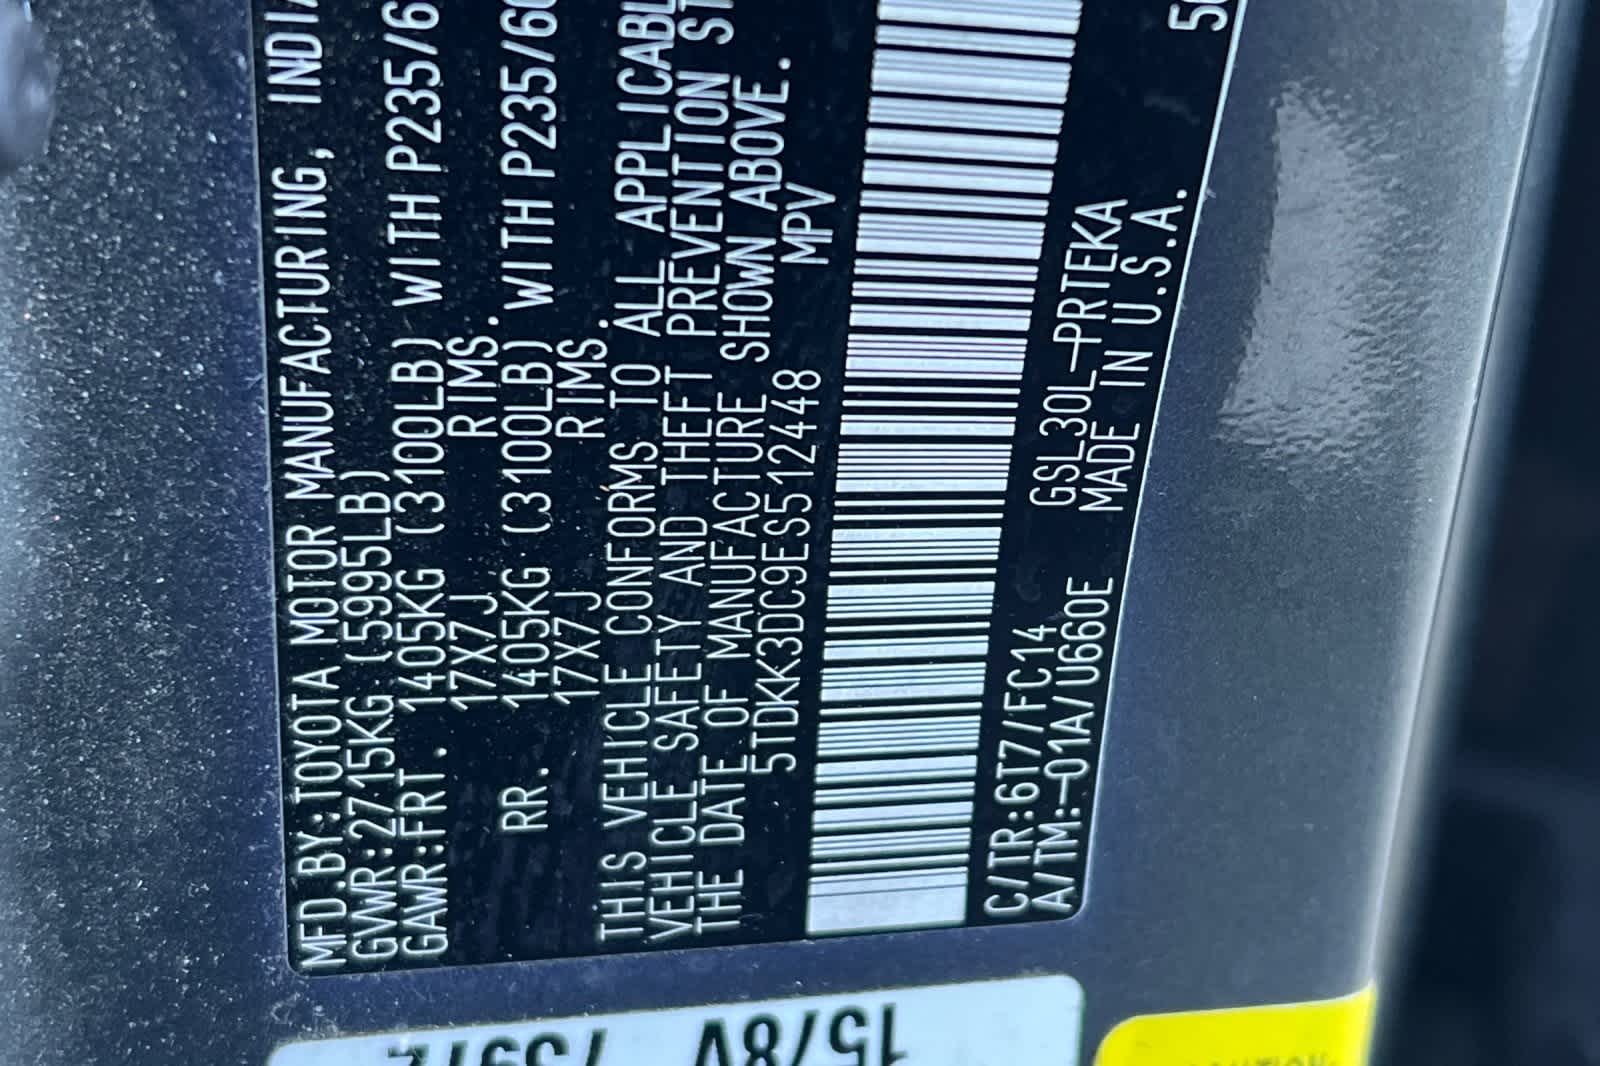 MFD.BY:TOYOTA MOTOR MANUFACTURING, INDIA
GVWR:2715KG(5995LB)
GAWR:FRT. 1405KG (3100LB) WITH P235/6
17X7J RIMS.
RR. 1405KG (3100LB) WITH P235/60
17X7J RIMS.
THIS VEHICLE CONFORMS TO ALL APPLICABL
VEHICLE SAFETY AND THEFT PREVENTION ST
THE DATE OF MANUFACTURE SHOWN ABOVE.
5TDKK3DC9ES512448 MPV
C/TR:6T7/FC14 GSL30L-PRTEKA
A/TM:-01A/U660E MADE IN U.S.A.